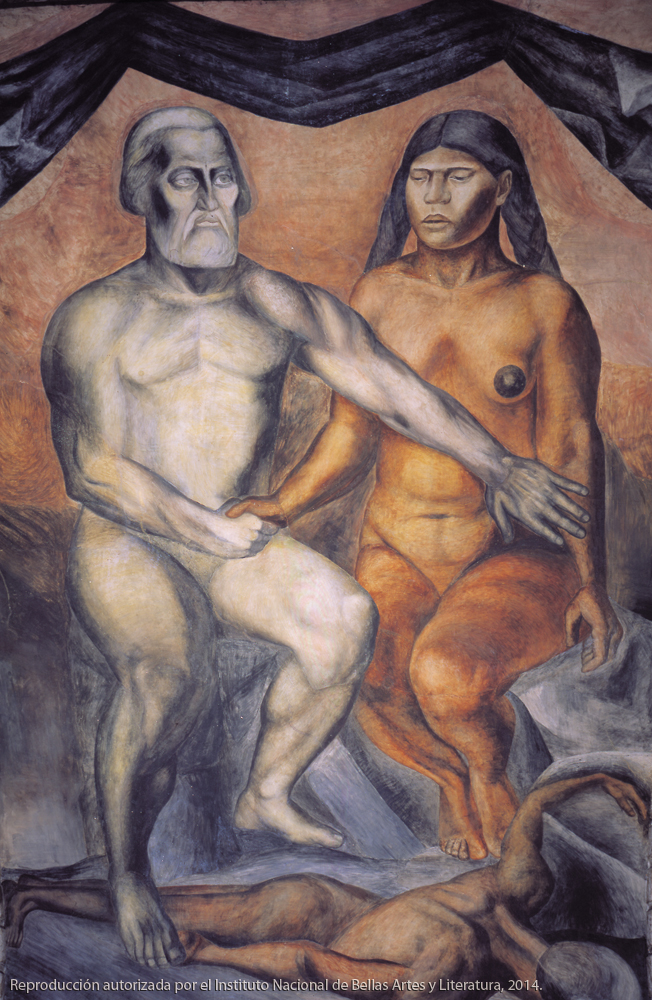 Reproducción autorizada por el Instituto Nacional de Bellas Artes y Literatura, 2014.